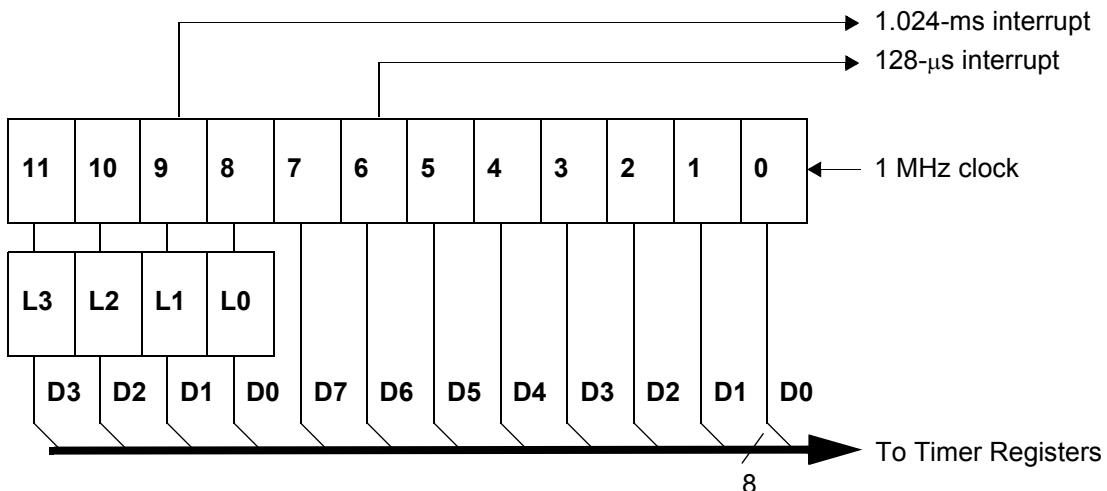 1.024-ms interrupt
128-μs interrupt
11 10 9 8 7 6 5 4 3 2 1 0
1 MHz clock
L3 L2 L1 L0
D3 D2 D1 D0 D7 D6 D5 D4 D3 D2 D1 D0
To Timer Registers
8